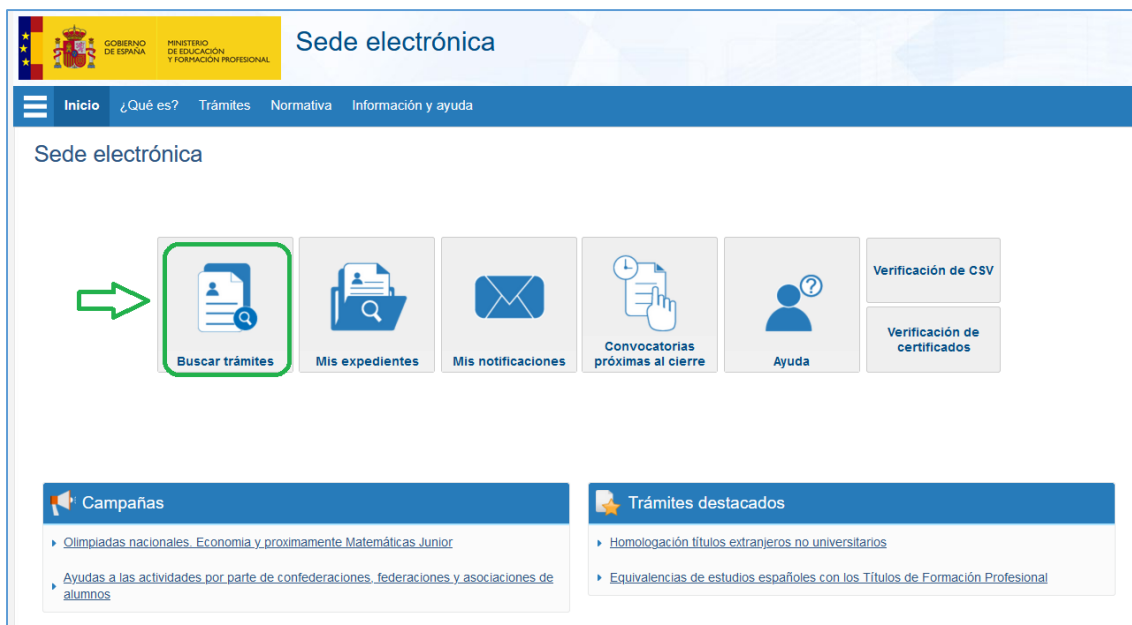 GOBIERNO
DE ESPAÑA
MINISTERIO
DE EDUCACIÓN
Y FORMACIÓN PROFESIONAL
Sede electrónica
Inicio ¿Qué es? Trámites Normativa Información y ayuda
Sede electrónica
Buscar trámites
Mis expedientes
Mis notificaciones
Convocatorias
próximas al cierre
?
Ayuda
Verificación de CSV
Verificación de
certificados
Campañas
Olimpiadas nacionales. Economia y proximamente Matemáticas Junior
Ayudas a las actividades por parte de confederaciones, federaciones y asociaciones de
alumnos
Trámites destacados
Homologación títulos extranjeros no universitarios
Equivalencias de estudios españoles con los Títulos de Formación Profesional